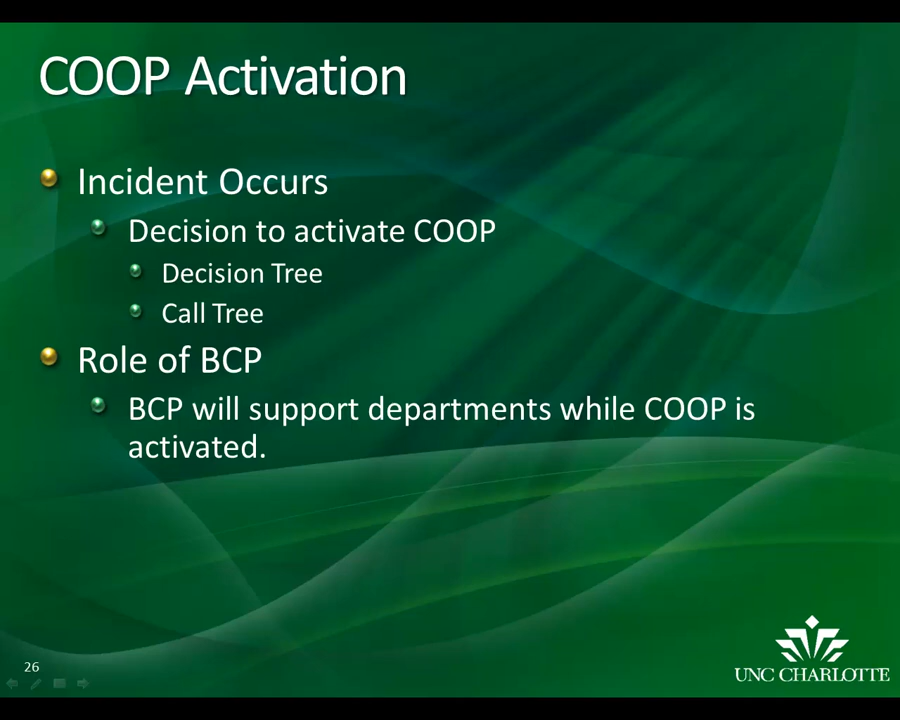 COOP Activation
Incident Occurs
Decision to activate COOP
Decision Tree
Call Tree
Role of BCP
BCP will support departments while COOP is
activated.
26
UNC CHARLOTTE